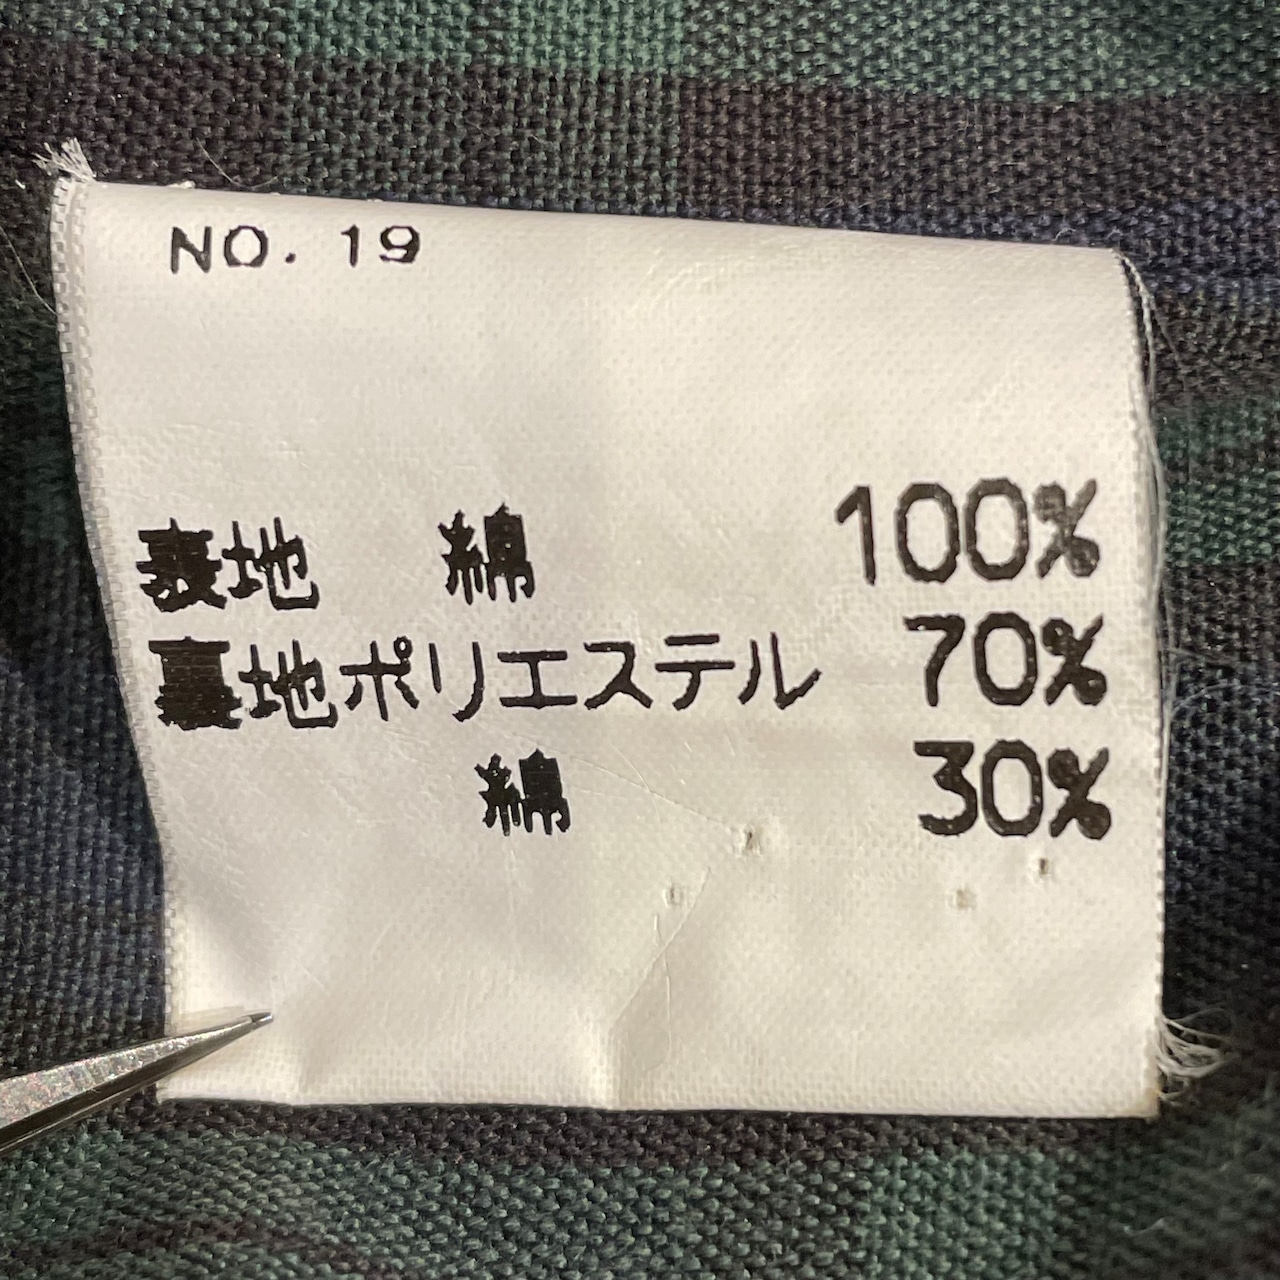 NO. 19
表地 綿 100%
裏地ポリエステル 70%
綿 30%